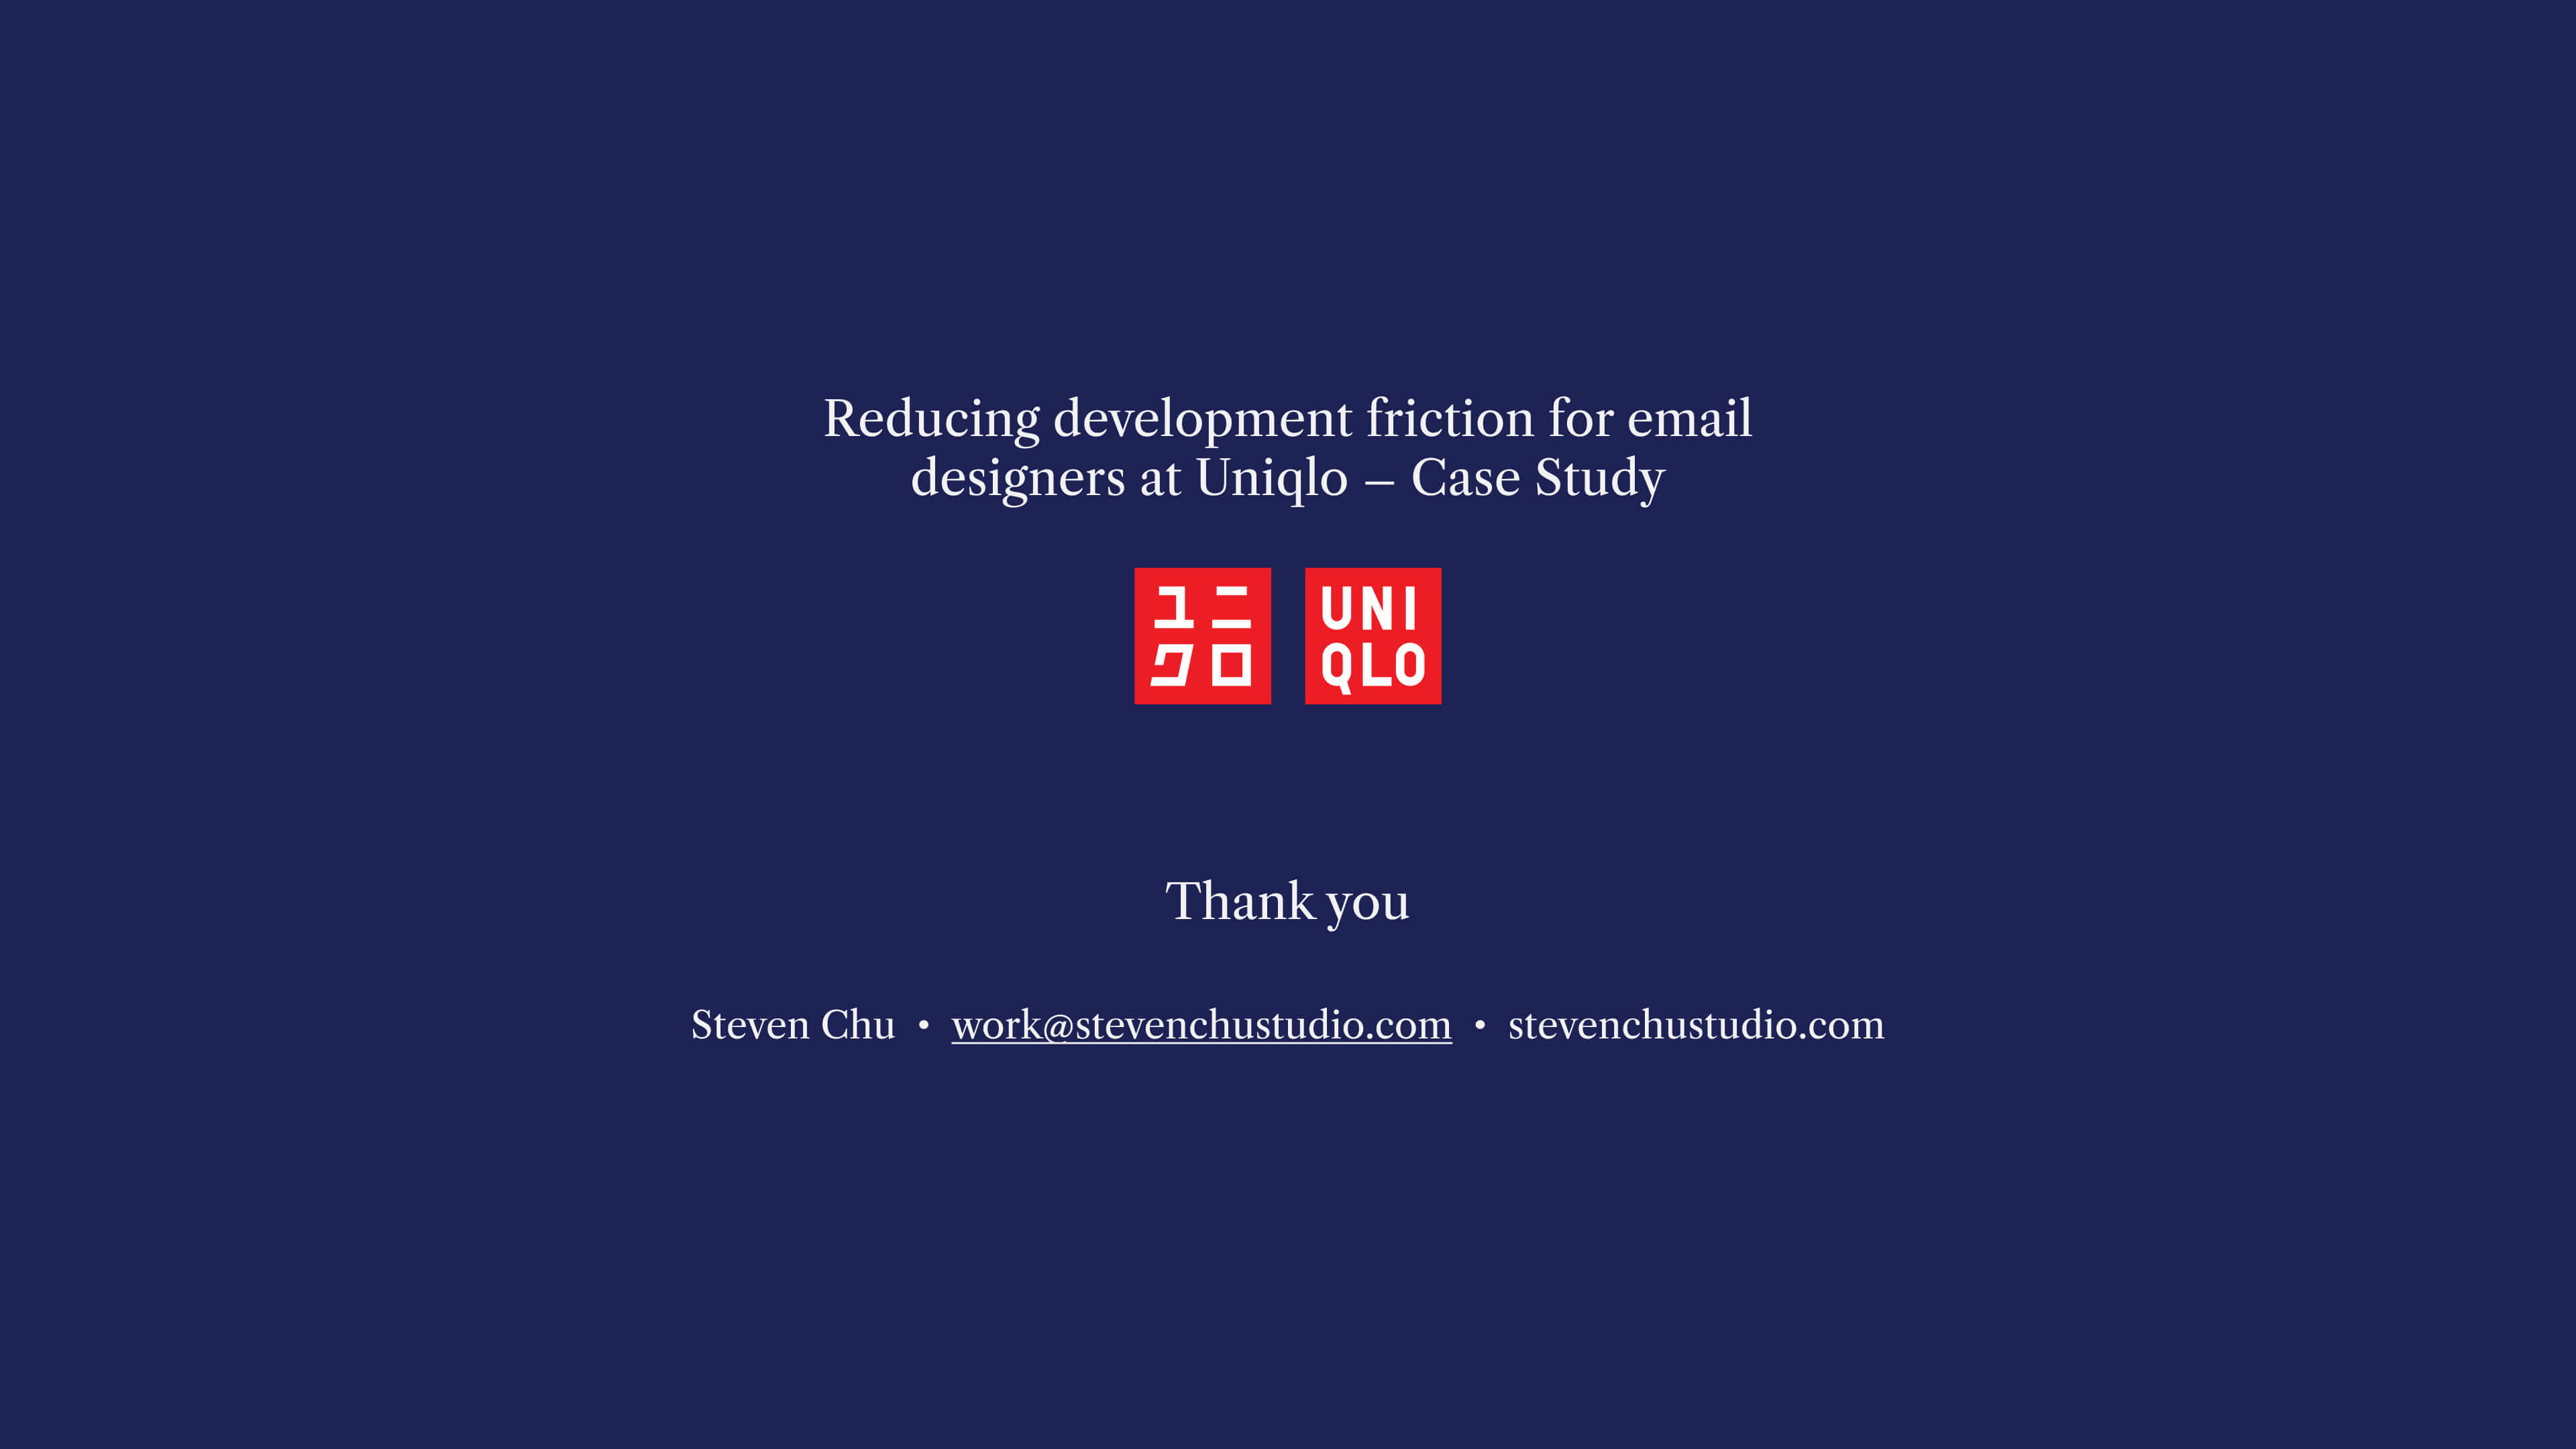 Reducing development friction for email
designers at Uniqlo – Case Study
ユニ
クロ
UNI
QLO
Thank you
Steven Chu • work@stevenchustudio.com • stevenchustudio.com